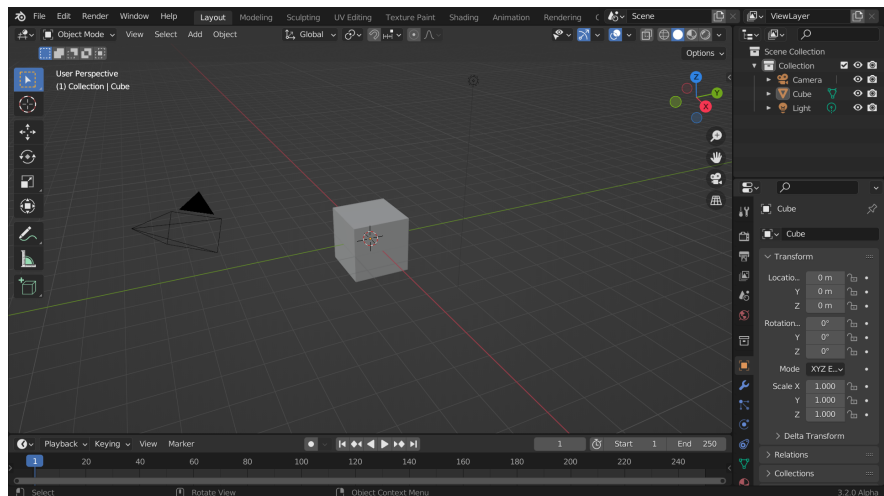 File Edit Render Window Help Layout Modeling Sculpting UV Editing Texture Paint Shading Animation Rendering Scene ViewLayer
Object Mode View Select Add Object Global
Options
User Perspective
(1) Collection | Cube
Z
Y
X
Scene Collection
Collection
Camera
Cube
Light
Cube
Cube
Transform
Locatio... 0 m
Y 0 m
Z 0 m
Rotation... 0°
Y 0°
Z 0°
Mode XYZ E...
Scale X 1.000
Y 1.000
Z 1.000
Delta Transform
Relations
Collections
Playback Keying View Marker 1 Start 1 End 250
1 20 40 60 80 100 120 140 160 180 200 220 240
Select Rotate View Object Context Menu 3.2.0 Alpha